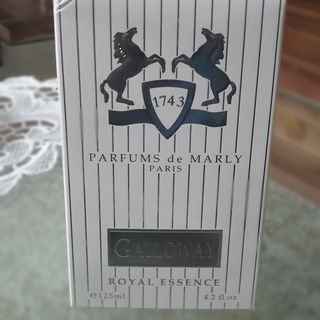 1743
PARFUMS de MARLY
PARIS
GALLOWAY
ROYAL ESSENCE
℮125ml 4.2 fl.oz